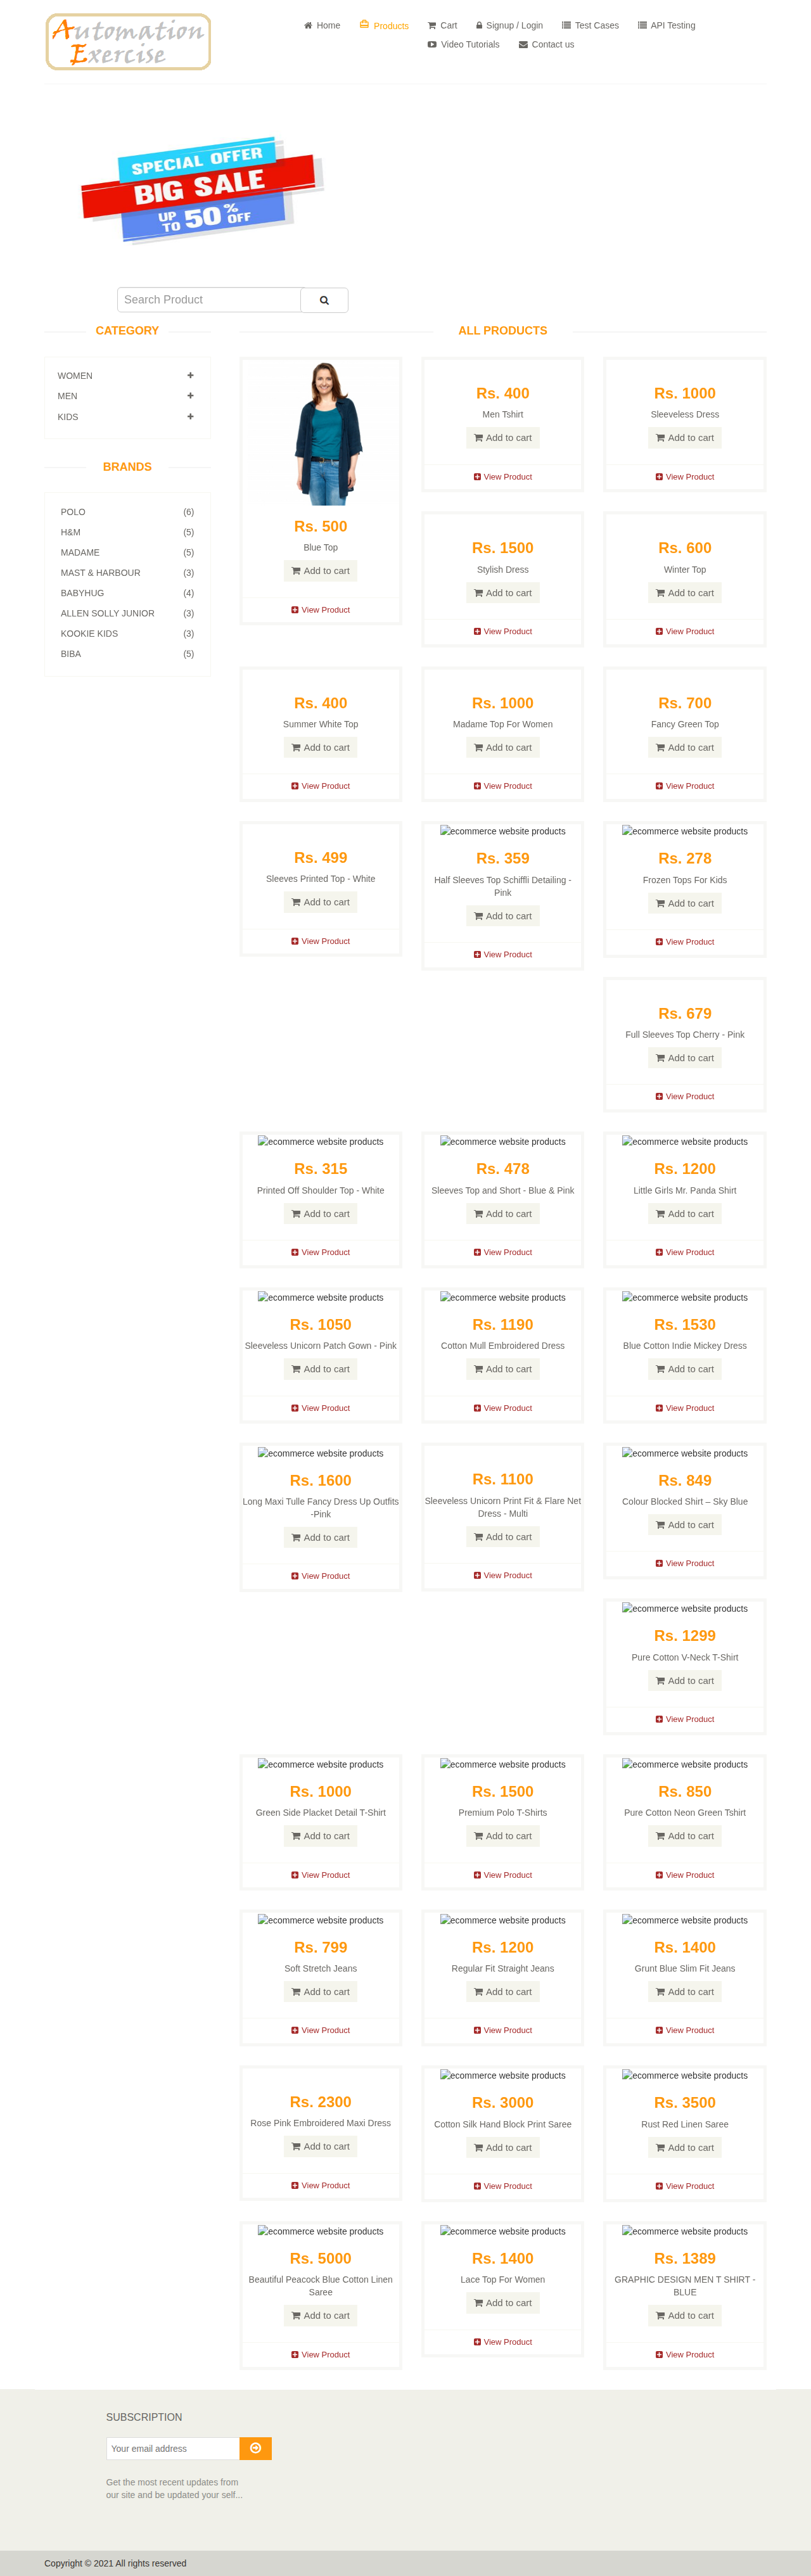 Automation
Exercise
Home
Products
Cart
Signup / Login
Test Cases
API Testing
Video Tutorials
Contact us
SPECIAL OFFER
BIG SALE
UP TO 50% OFF
Search Product
CATEGORY
WOMEN
MEN
KIDS
BRANDS
POLO (6)
H&M (5)
MADAME (5)
MAST & HARBOUR (3)
BABYHUG (4)
ALLEN SOLLY JUNIOR (3)
KOOKIE KIDS (3)
BIBA (5)
ALL PRODUCTS
Rs. 500
Blue Top
Add to cart
View Product
Rs. 400
Men Tshirt
Add to cart
View Product
Rs. 1000
Sleeveless Dress
Add to cart
View Product
Rs. 1500
Stylish Dress
Add to cart
View Product
Rs. 600
Winter Top
Add to cart
View Product
Rs. 400
Summer White Top
Add to cart
View Product
Rs. 1000
Madame Top For Women
Add to cart
View Product
Rs. 700
Fancy Green Top
Add to cart
View Product
Rs. 499
Sleeves Printed Top - White
Add to cart
View Product
ecommerce website products
Rs. 359
Half Sleeves Top Schiffli Detailing -
Pink
Add to cart
View Product
ecommerce website products
Rs. 278
Frozen Tops For Kids
Add to cart
View Product
Rs. 679
Full Sleeves Top Cherry - Pink
Add to cart
View Product
ecommerce website products
Rs. 315
Printed Off Shoulder Top - White
Add to cart
View Product
ecommerce website products
Rs. 478
Sleeves Top and Short - Blue & Pink
Add to cart
View Product
ecommerce website products
Rs. 1200
Little Girls Mr. Panda Shirt
Add to cart
View Product
ecommerce website products
Rs. 1050
Sleeveless Unicorn Patch Gown - Pink
Add to cart
View Product
ecommerce website products
Rs. 1190
Cotton Mull Embroidered Dress
Add to cart
View Product
ecommerce website products
Rs. 1530
Blue Cotton Indie Mickey Dress
Add to cart
View Product
ecommerce website products
Rs. 1600
Long Maxi Tulle Fancy Dress Up Outfits
-Pink
Add to cart
View Product
Rs. 1100
Sleeveless Unicorn Print Fit & Flare Net
Dress - Multi
Add to cart
View Product
ecommerce website products
Rs. 849
Colour Blocked Shirt – Sky Blue
Add to cart
View Product
ecommerce website products
Rs. 1299
Pure Cotton V-Neck T-Shirt
Add to cart
View Product
ecommerce website products
Rs. 1000
Green Side Placket Detail T-Shirt
Add to cart
View Product
ecommerce website products
Rs. 1500
Premium Polo T-Shirts
Add to cart
View Product
ecommerce website products
Rs. 850
Pure Cotton Neon Green Tshirt
Add to cart
View Product
ecommerce website products
Rs. 799
Soft Stretch Jeans
Add to cart
View Product
ecommerce website products
Rs. 1200
Regular Fit Straight Jeans
Add to cart
View Product
ecommerce website products
Rs. 1400
Grunt Blue Slim Fit Jeans
Add to cart
View Product
Rs. 2300
Rose Pink Embroidered Maxi Dress
Add to cart
View Product
ecommerce website products
Rs. 3000
Cotton Silk Hand Block Print Saree
Add to cart
View Product
ecommerce website products
Rs. 3500
Rust Red Linen Saree
Add to cart
View Product
ecommerce website products
Rs. 5000
Beautiful Peacock Blue Cotton Linen
Saree
Add to cart
View Product
ecommerce website products
Rs. 1400
Lace Top For Women
Add to cart
View Product
ecommerce website products
Rs. 1389
GRAPHIC DESIGN MEN T SHIRT -
BLUE
Add to cart
View Product
SUBSCRIPTION
Your email address
Get the most recent updates from
our site and be updated your self...
Copyright © 2021 All rights reserved